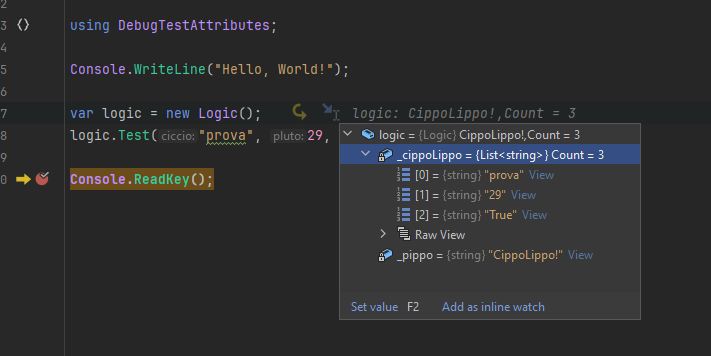 2
3 <> using DebugTestAttributes;
4
5 Console.WriteLine("Hello, World!");
6
7 var logic = new Logic(); logic: CippoLippo!,Count = 3
8 logic.Test( ciccio: "prova", pluto: 29,
0 Console.ReadKey();
logic = {Logic} CippoLippo!,Count = 3
_cippoLippo = {List<string>} Count = 3
[0] = {string} "prova" View
[1] = {string} "29" View
[2] = {string} "True" View
Raw View
_pippo = {string} "CippoLippo!" View
Set value F2 Add as inline watch